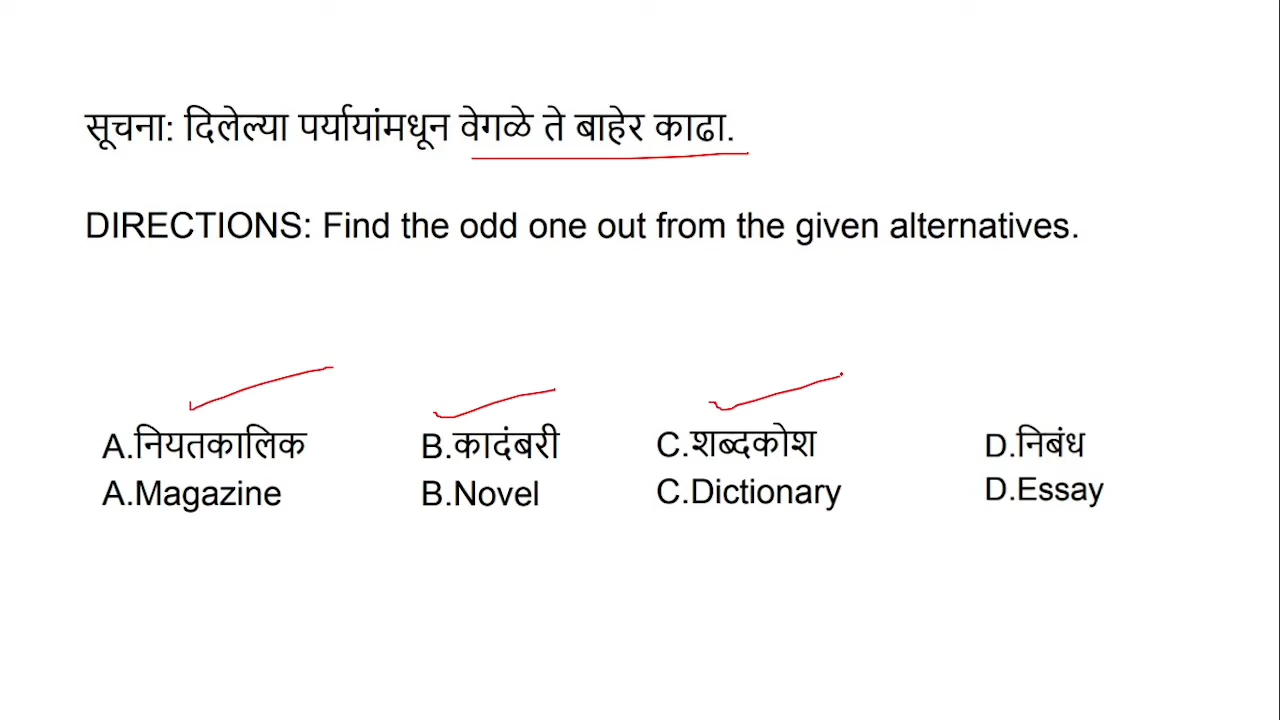 सूचना: दिलेल्या पर्यायांमधून वेगळे ते बाहेर काढा.
DIRECTIONS: Find the odd one out from the given alternatives.
A.नियतकालिक B.कादंबरी C.शब्दकोश D.निबंध
A.Magazine B.Novel C.Dictionary D.Essay